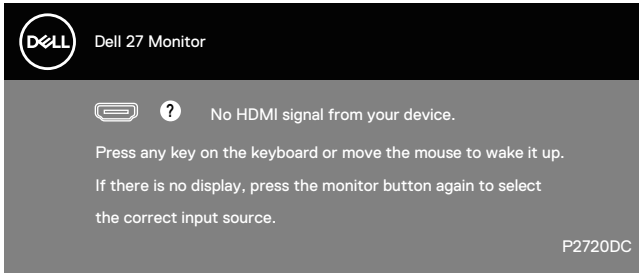 DELL
Dell 27 Monitor
? No HDMI signal from your device.
Press any key on the keyboard or move the mouse to wake it up.
If there is no display, press the monitor button again to select
the correct input source.
P2720DC